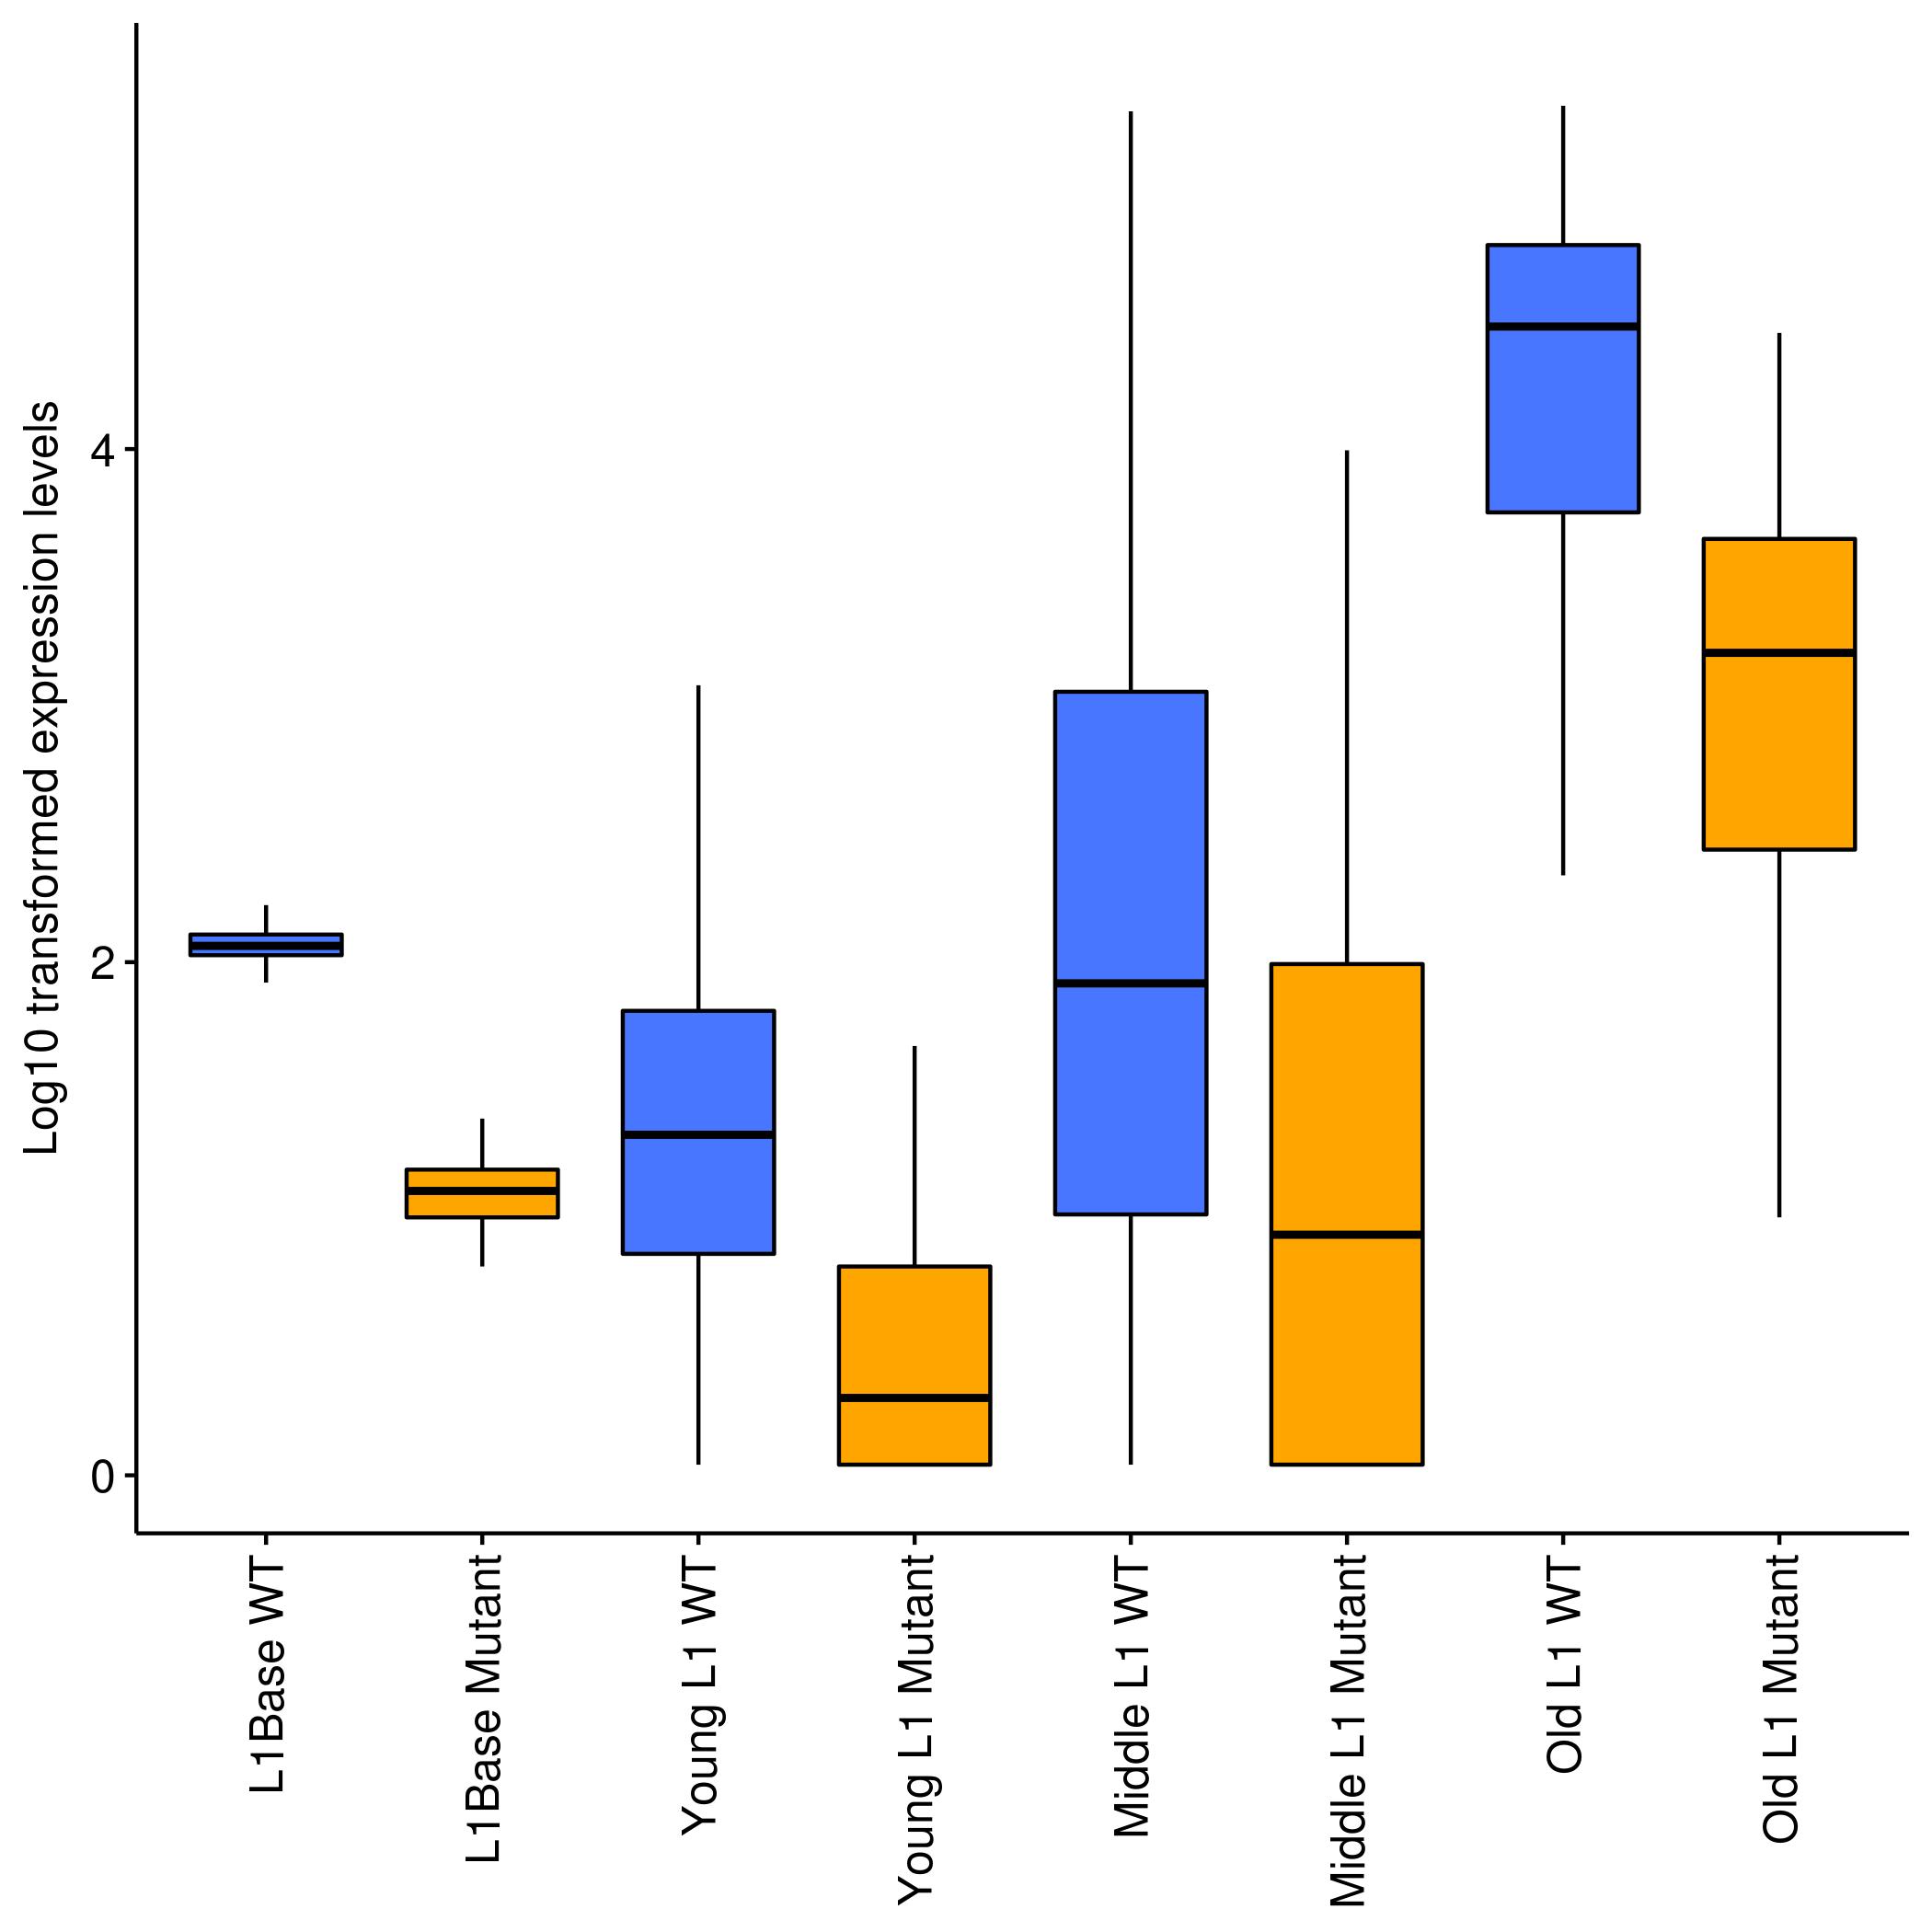 Log10 transformed expression levels
4
2
0
L1Base WT
L1Base Mutant
Young L1 WT
Young L1 Mutant
Middle L1 WT
Middle L1 Mutant
Old L1 WT
Old L1 Mutant